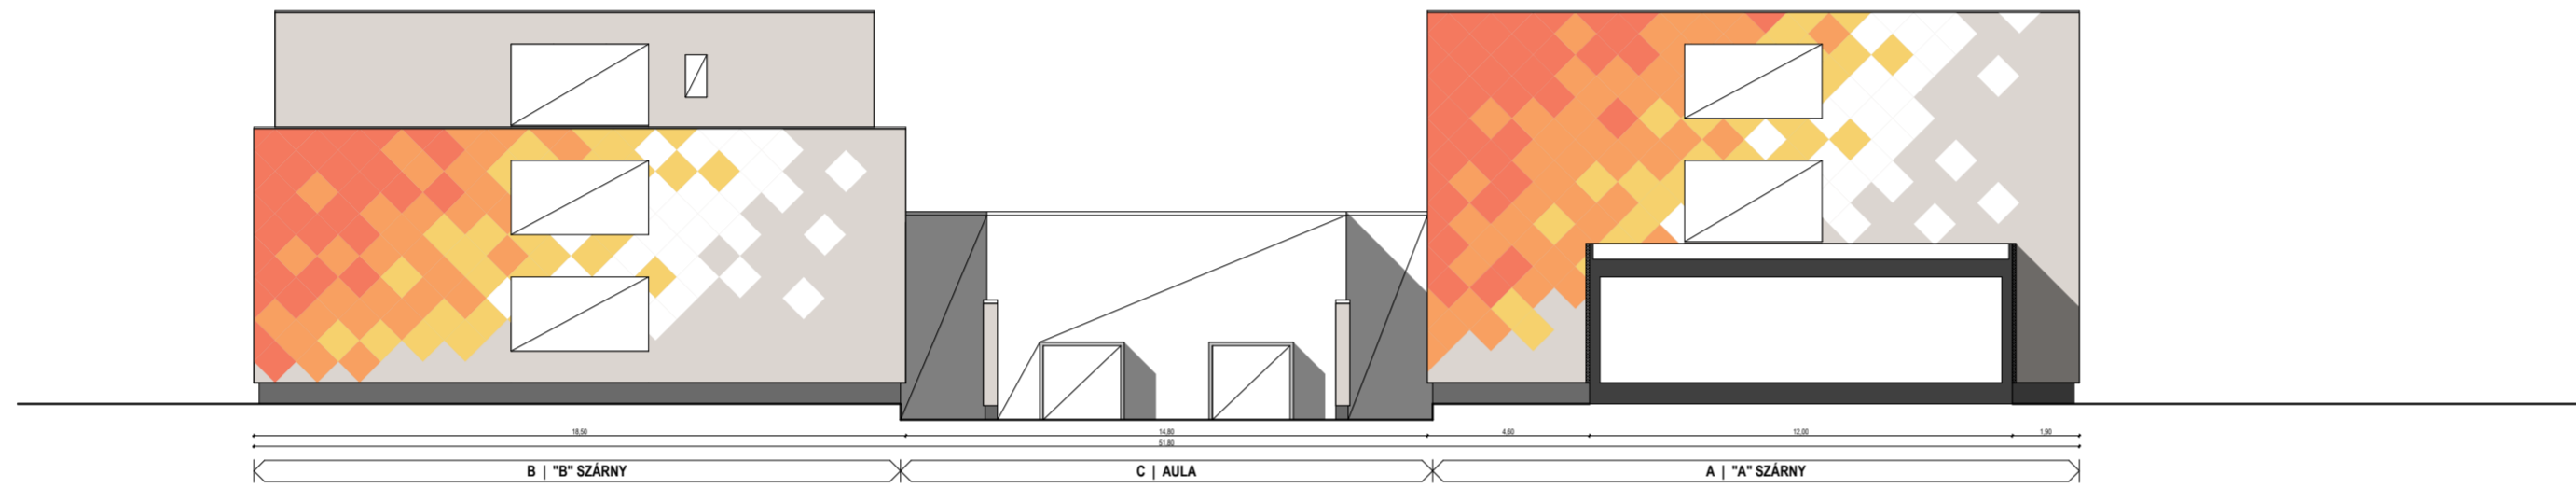 18,50
14,80
4,60
12,00
1,90
51,80
B | "B" SZÁRNY
C | AULA
A | "A" SZÁRNY